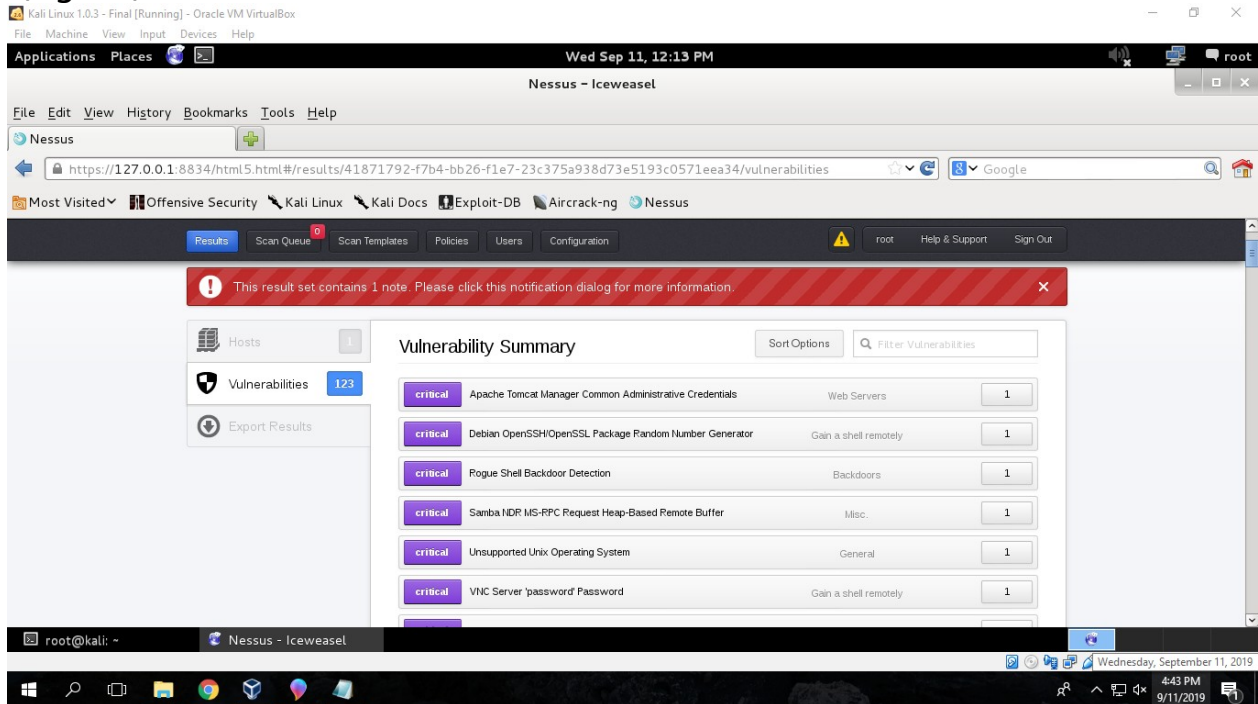 Kali Linux 1.0.3 - Final [Running] - Oracle VM VirtualBox
File Machine View Input Devices Help
Applications Places Wed Sep 11, 12:13 PM root
Nessus - Iceweasel
File Edit View History Bookmarks Tools Help
Nessus
https://127.0.0.1:8834/html5.html#/results/41871792-f7b4-bb26-f1e7-23c375a938d73e5193c0571eea34/vulnerabilities Google
Most Visited Offensive Security Kali Linux Kali Docs Exploit-DB Aircrack-ng Nessus
Results Scan Queue 0 Scan Templates Policies Users Configuration root Help & Support Sign Out
This result set contains 1 note. Please click this notification dialog for more information.
Hosts 1
Vulnerabilities 123
Export Results
Vulnerability Summary Sort Options Filter Vulnerabilities
critical Apache Tomcat Manager Common Administrative Credentials Web Servers 1
critical Debian OpenSSH/OpenSSL Package Random Number Generator Gain a shell remotely 1
critical Rogue Shell Backdoor Detection Backdoors 1
critical Samba NDR MS-RPC Request Heap-Based Remote Buffer Misc. 1
critical Unsupported Unix Operating System General 1
critical VNC Server 'password' Password Gain a shell remotely 1
root@kali: ~ Nessus - Iceweasel
Wednesday, September 11, 2019
4:43 PM
9/11/2019
1